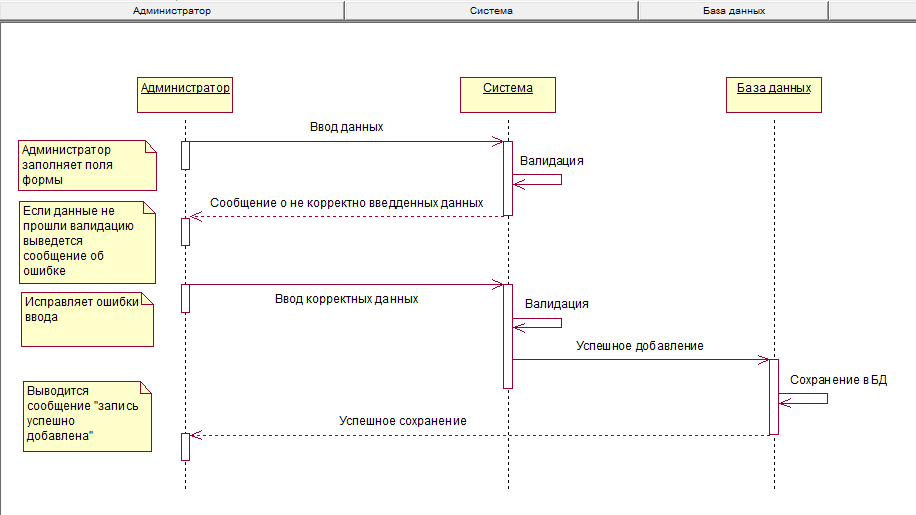 Администратор
Система
База данных
Администратор
Система
База данных
Ввод данных
Администратор
заполняет поля
формы
Валидация
Сообщение о не корректно введденных данных
Если данные не
прошли валидацию
выведется
сообщение об
ошибке
Исправляет ошибки
ввода
Ввод корректных данных
Валидация
Успешное добавление
Сохранение в БД
Выводится
сообщение "запись
успешно
добавлена"
Успешное сохранение